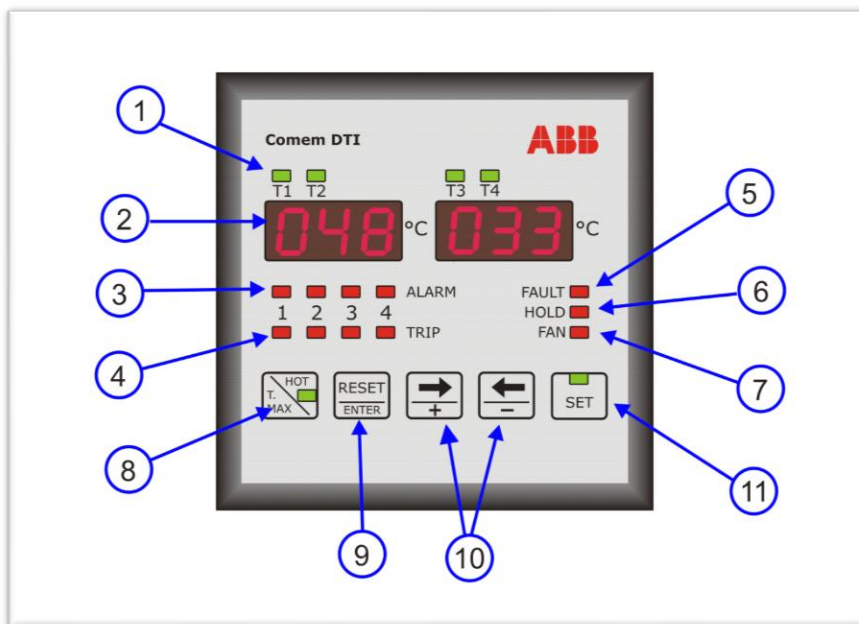 Comem DTI
ABB
T1 T2 T3 T4
048 °C 033 °C
ALARM
FAULT
HOLD
FAN
1 2 3 4
TRIP
HOT
T.
MAX
RESET
ENTER
+
-
SET
1
2
3
4
5
6
7
8
9
10
11